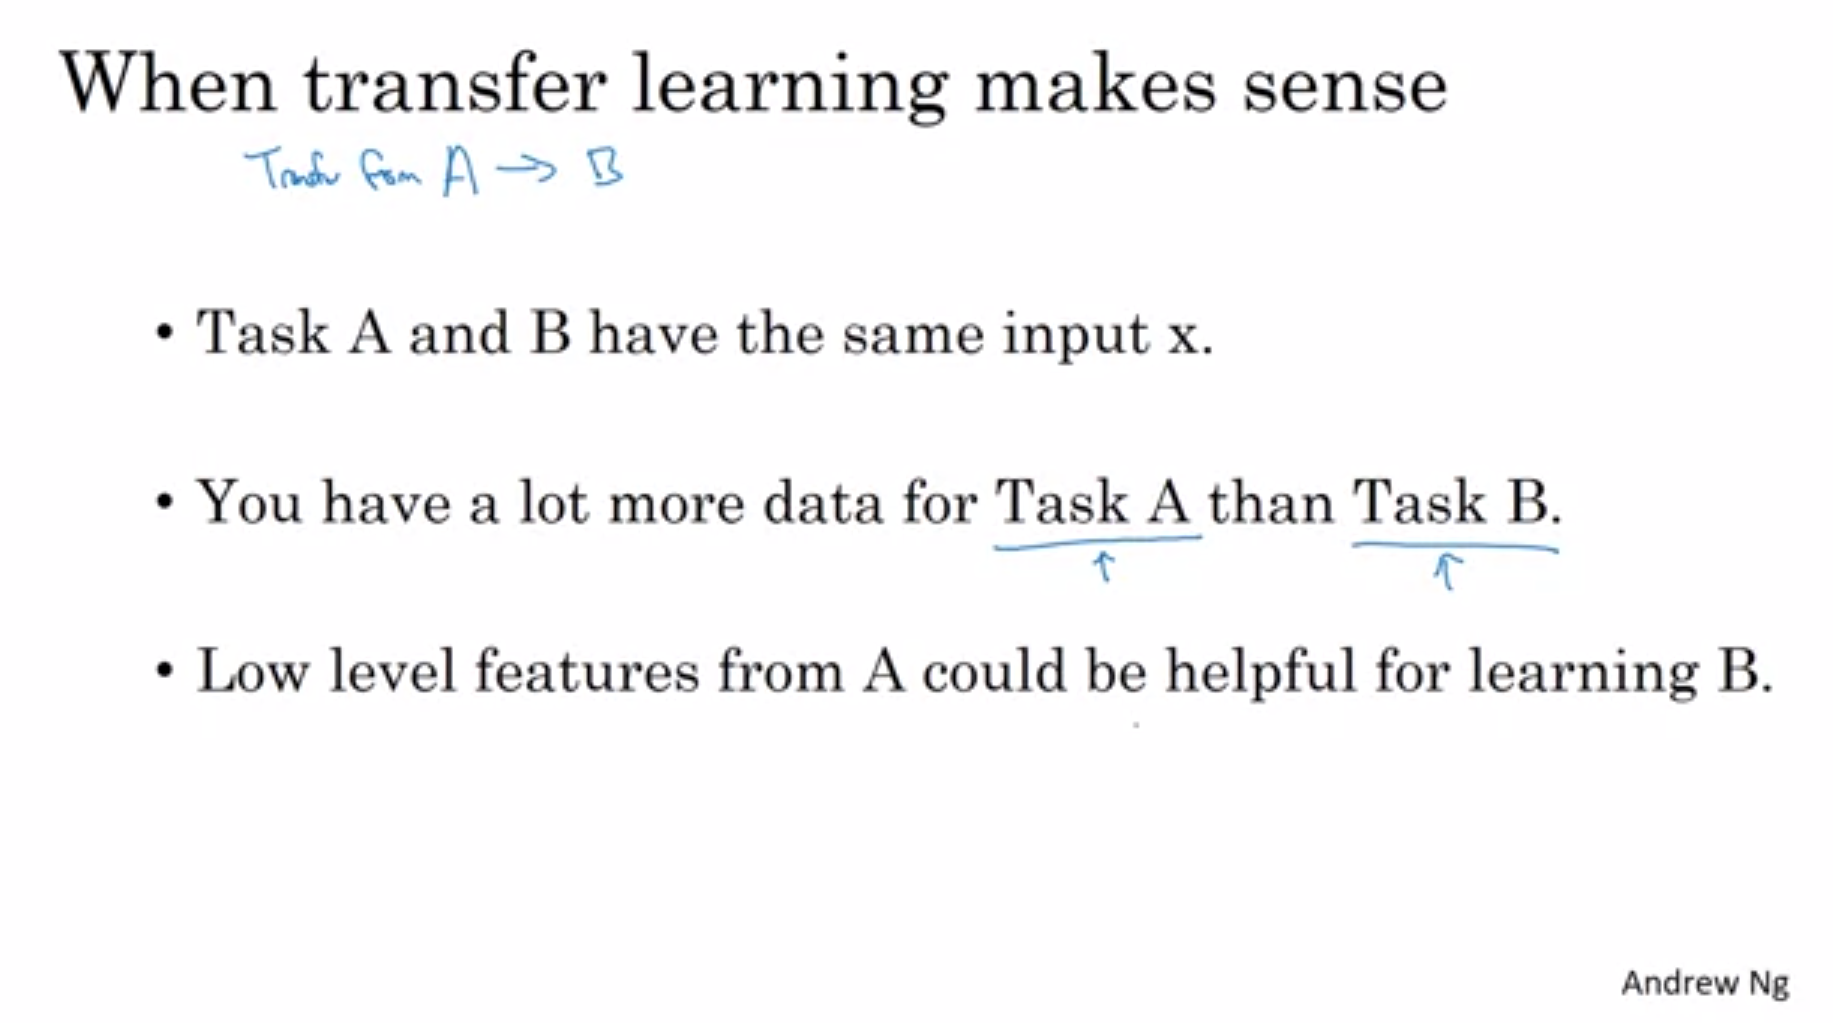 When transfer learning makes sense
Transfer from A → B
• Task A and B have the same input x.
• You have a lot more data for Task A than Task B.
↑ ↑
• Low level features from A could be helpful for learning B.
Andrew Ng